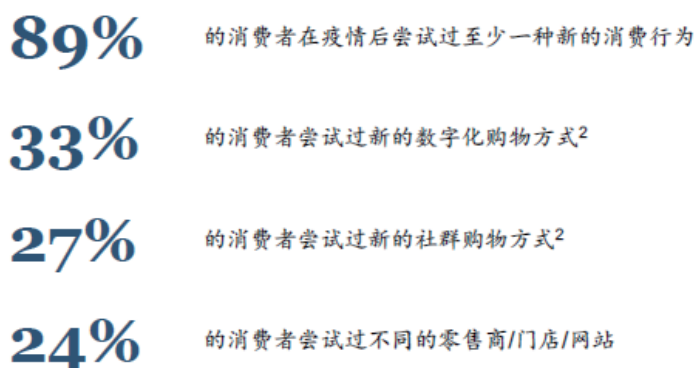 89% 的消费者在疫情后尝试过至少一种新的消费行为
33% 的消费者尝试过新的数字化购物方式²
27% 的消费者尝试过新的社群购物方式²
24% 的消费者尝试过不同的零售商/门店/网站